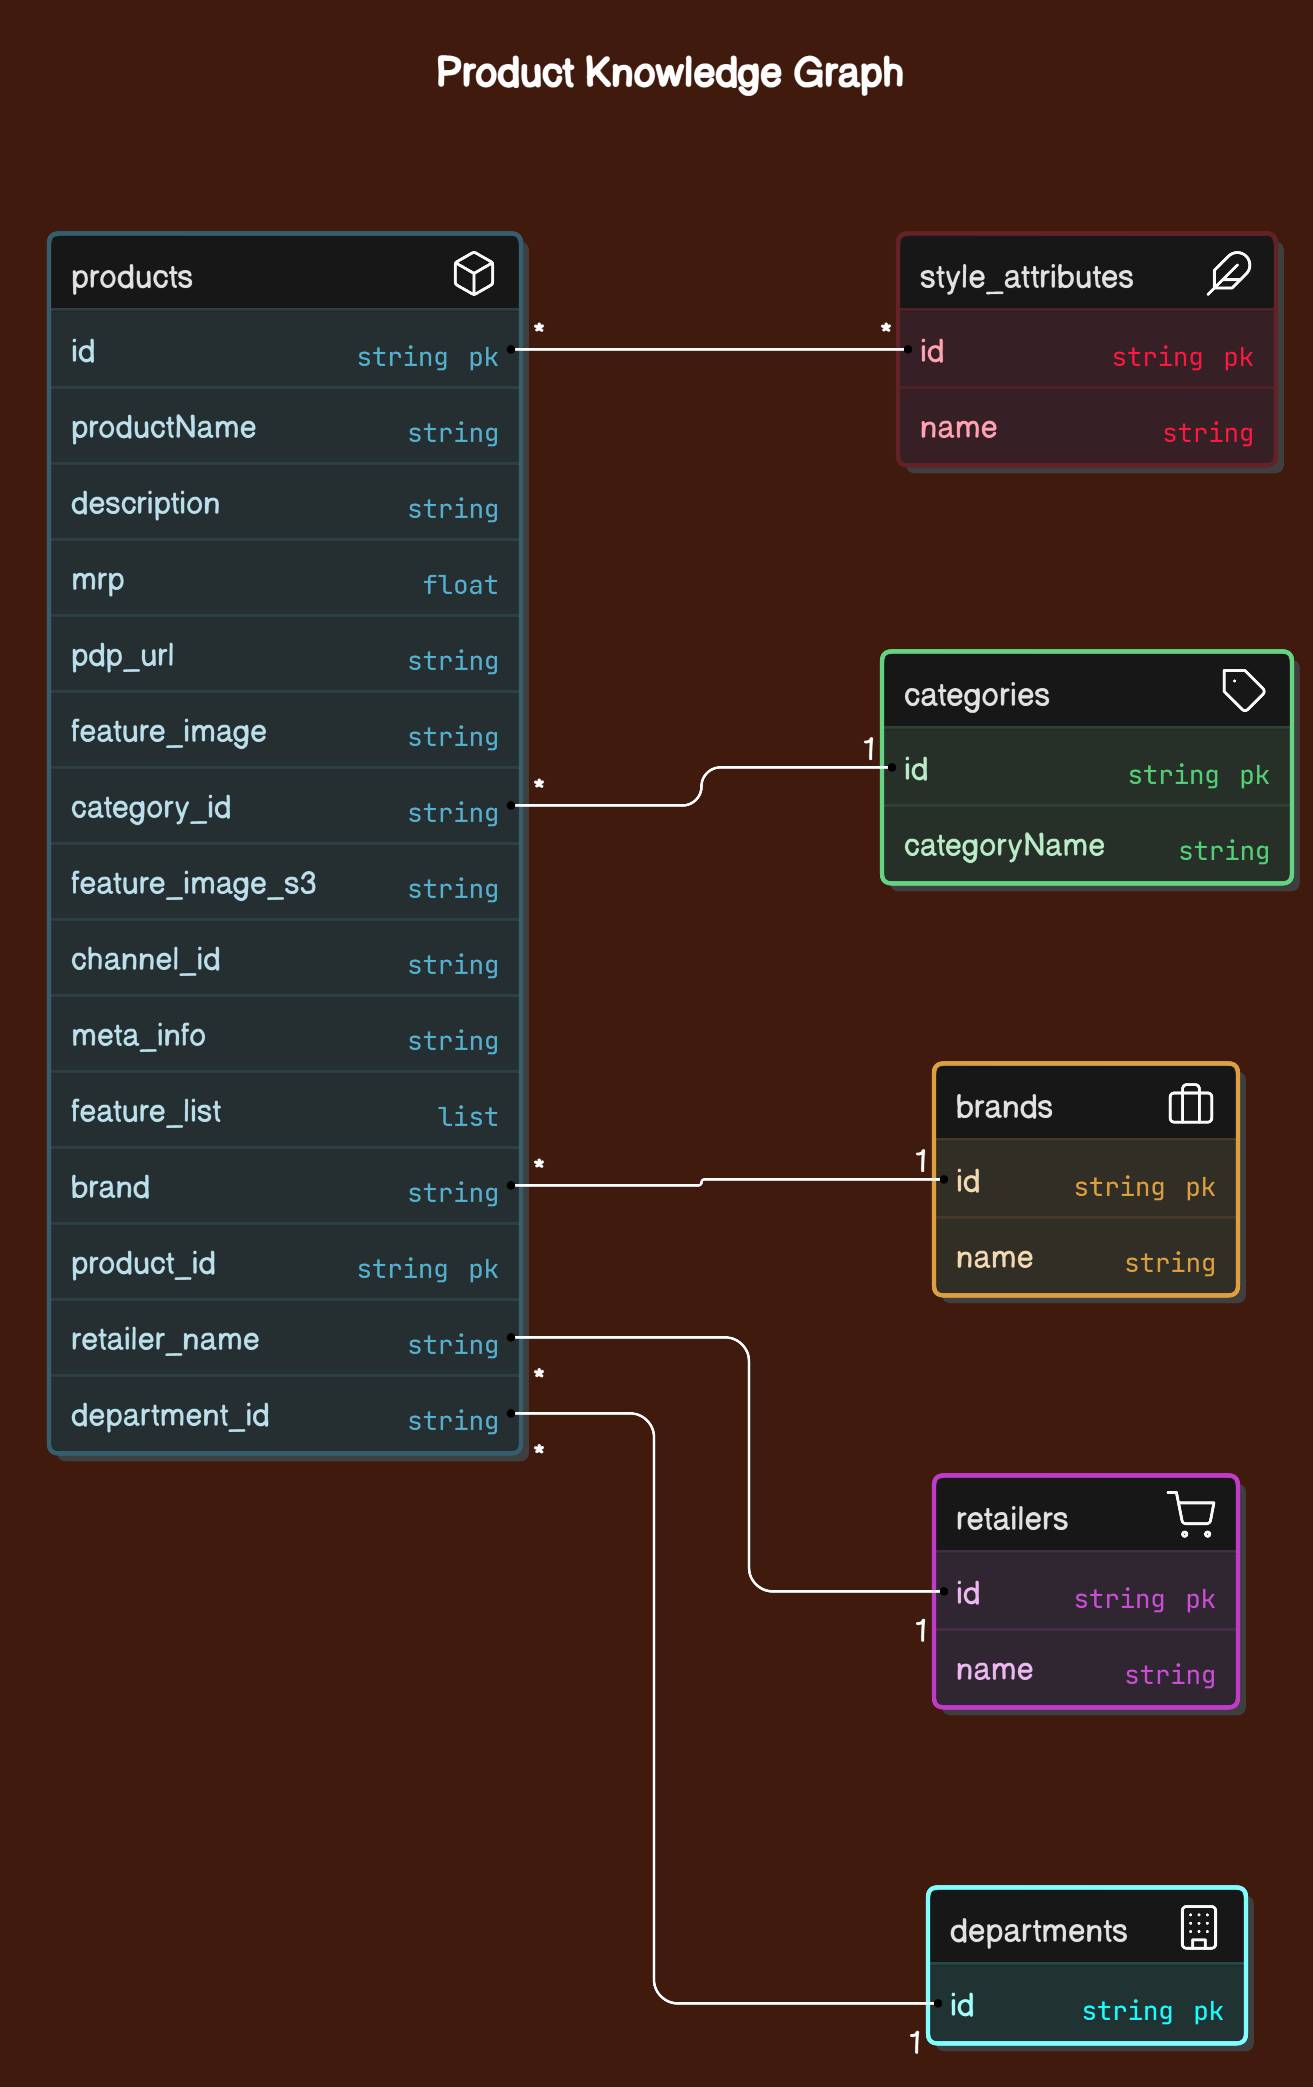 Product Knowledge Graph
products
id string pk
productName string
description string
mrp float
pdp_url string
feature_image string
category_id string
feature_image_s3 string
channel_id string
meta_info string
feature_list list
brand string
product_id string pk
retailer_name string
department_id string
*
*
style_attributes
id string pk
name string
*
1
categories
id string pk
categoryName string
*
1
brands
id string pk
name string
*
1
retailers
id string pk
name string
*
1
departments
id string pk